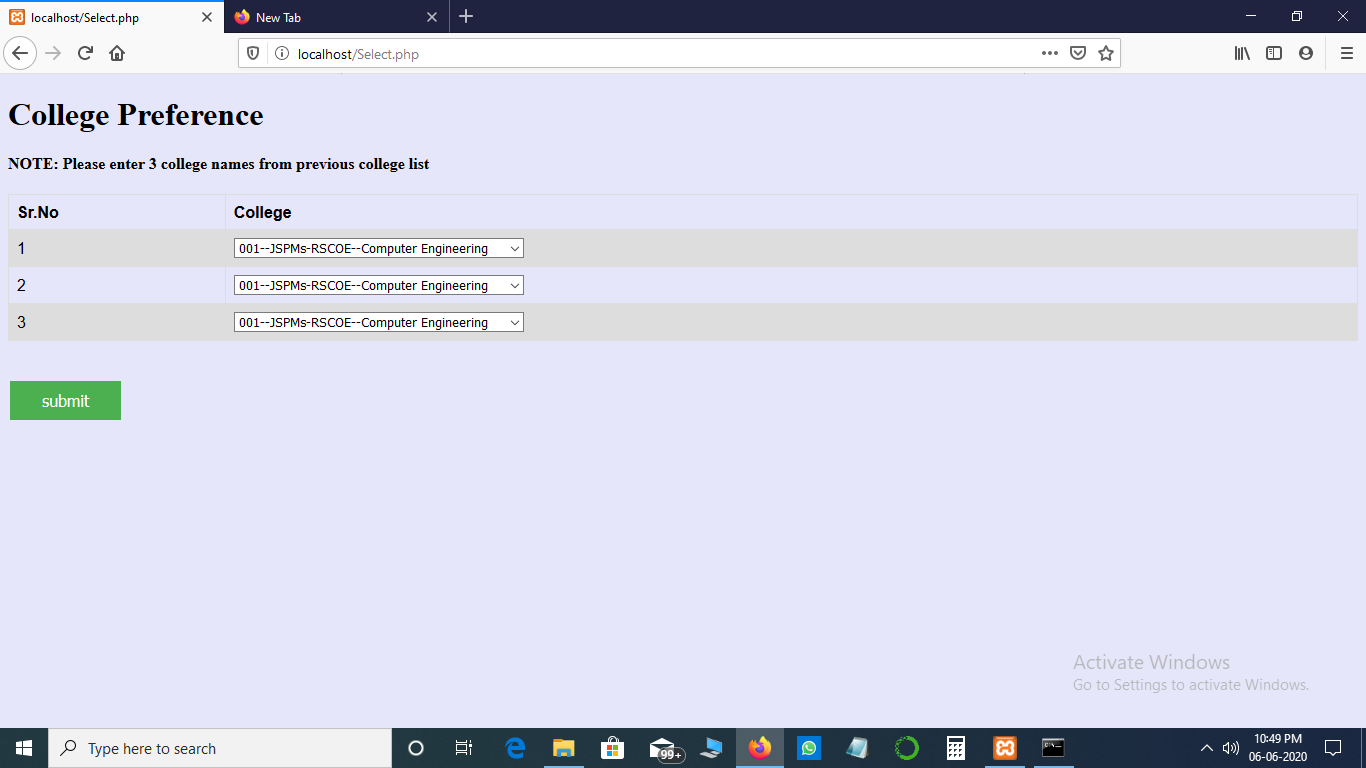 localhost/Select.php
New Tab
localhost/Select.php
College Preference
NOTE: Please enter 3 college names from previous college list
Sr.No College
1 001--JSPMs-RSCOE--Computer Engineering
2 001--JSPMs-RSCOE--Computer Engineering
3 001--JSPMs-RSCOE--Computer Engineering
submit
Activate Windows
Go to Settings to activate Windows.
Type here to search
99+
10:49 PM
06-06-2020